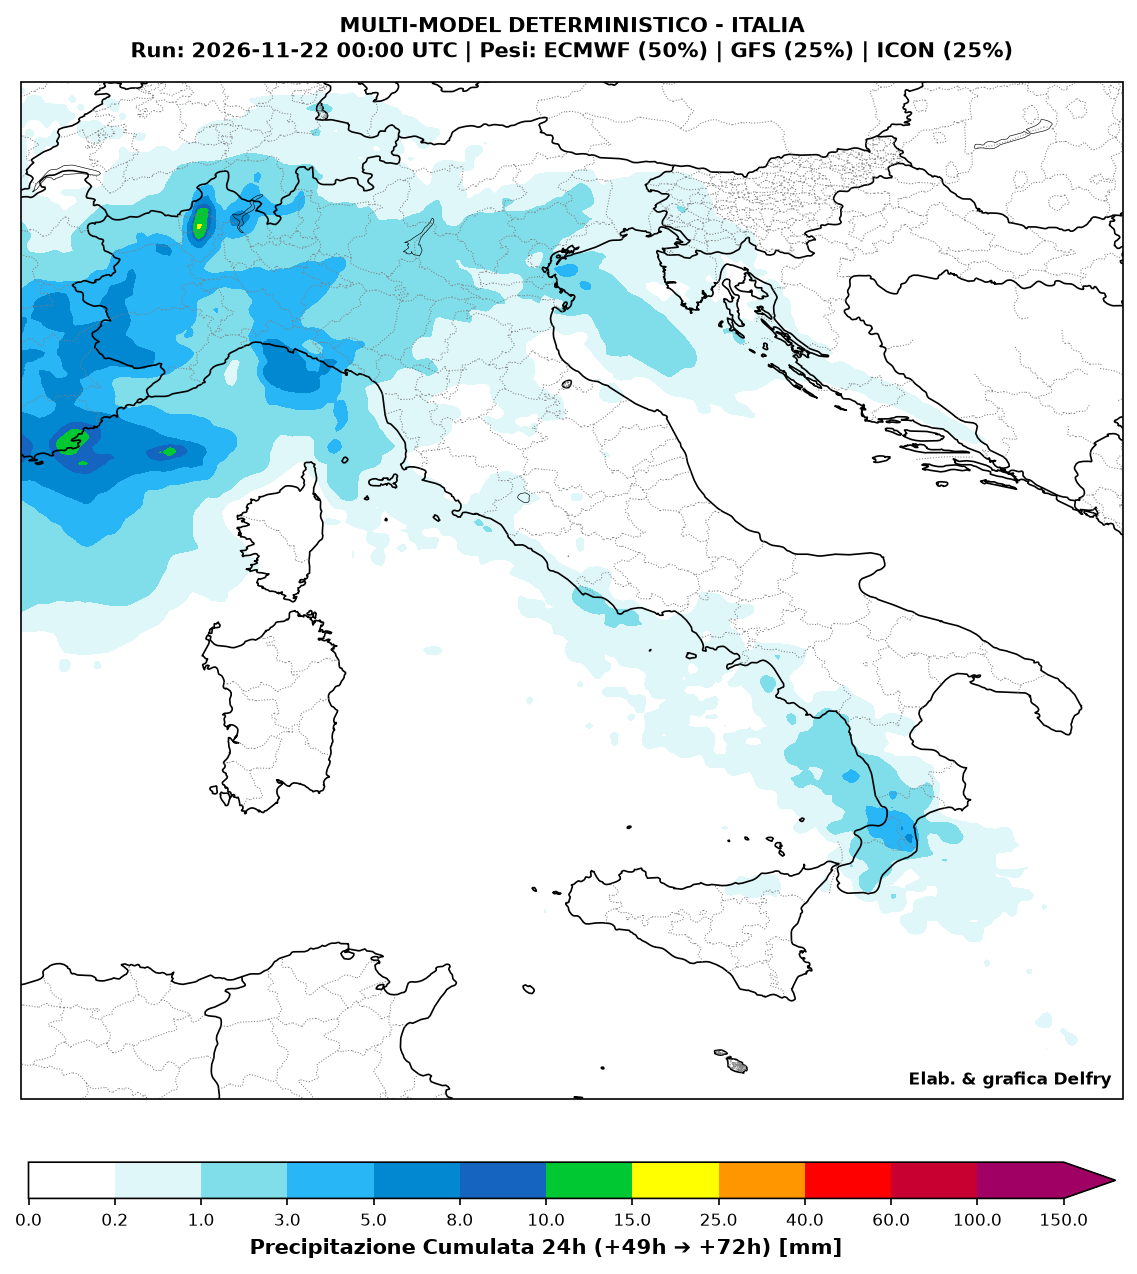 MULTI-MODEL DETERMINISTICO - ITALIA
Run: 2026-11-22 00:00 UTC | Pesi: ECMWF (50%) | GFS (25%) | ICON (25%)
Elab. & grafica Delfry
0.0 0.2 1.0 3.0 5.0 8.0 10.0 15.0 25.0 40.0 60.0 100.0 150.0
Precipitazione Cumulata 24h (+49h → +72h) [mm]